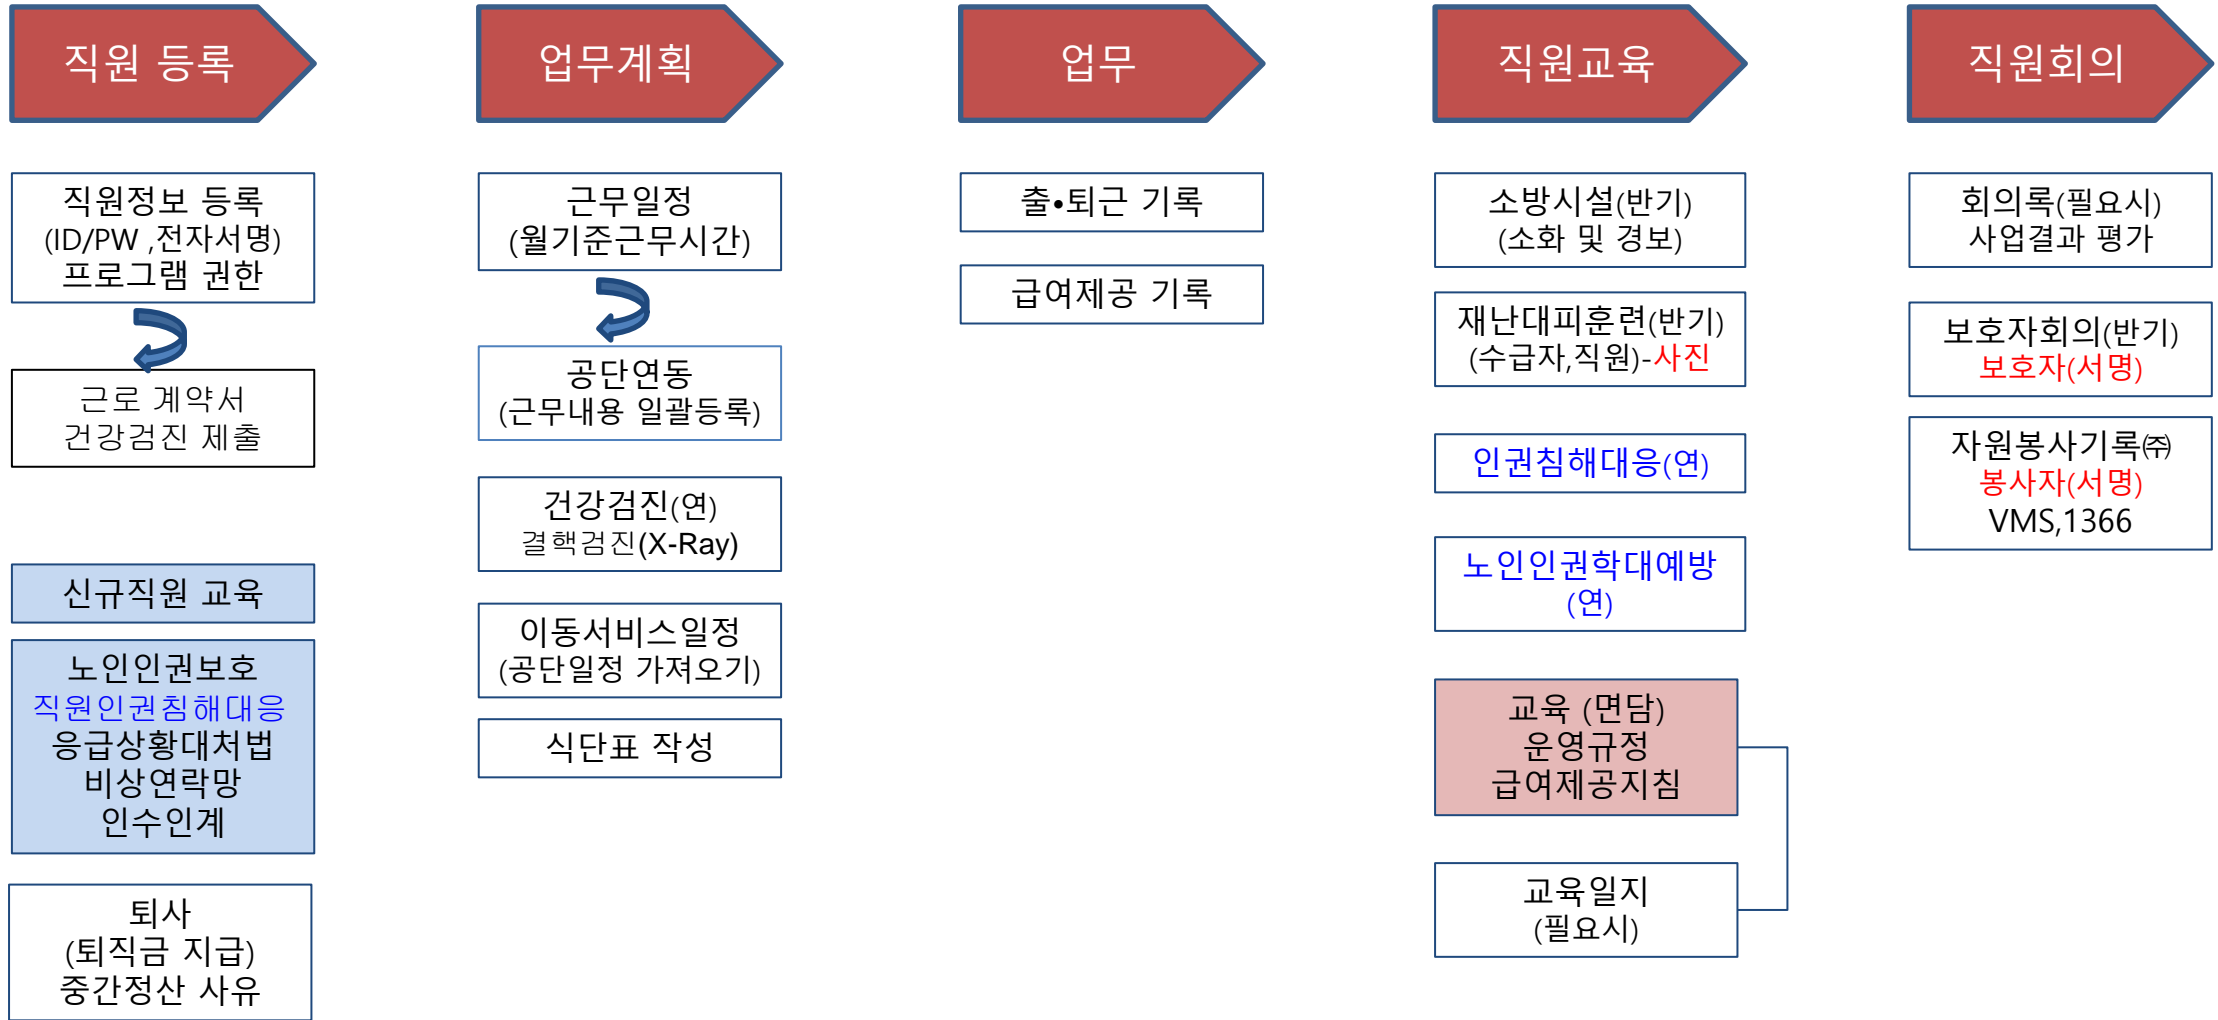 직원 등록
업무계획
업무
직원교육
직원회의
직원정보 등록
(ID/PW ,전자서명)
프로그램 권한
근로 계약서
건강검진 제출
신규직원 교육
노인인권보호
직원인권침해대응
응급상황대처법
비상연락망
인수인계
퇴사
(퇴직금 지급)
중간정산 사유
근무일정
(월기준근무시간)
공단연동
(근무내용 일괄등록)
건강검진(연)
결핵검진(X-Ray)
이동서비스일정
(공단일정 가져오기)
식단표 작성
출•퇴근 기록
급여제공 기록
소방시설(반기)
(소화 및 경보)
재난대피훈련(반기)
(수급자,직원)-사진
인권침해대응(연)
노인인권학대예방
(연)
교육 (면담)
운영규정
급여제공지침
교육일지
(필요시)
회의록(필요시)
사업결과 평가
보호자회의(반기)
보호자(서명)
자원봉사기록㈜
봉사자(서명)
VMS,1366